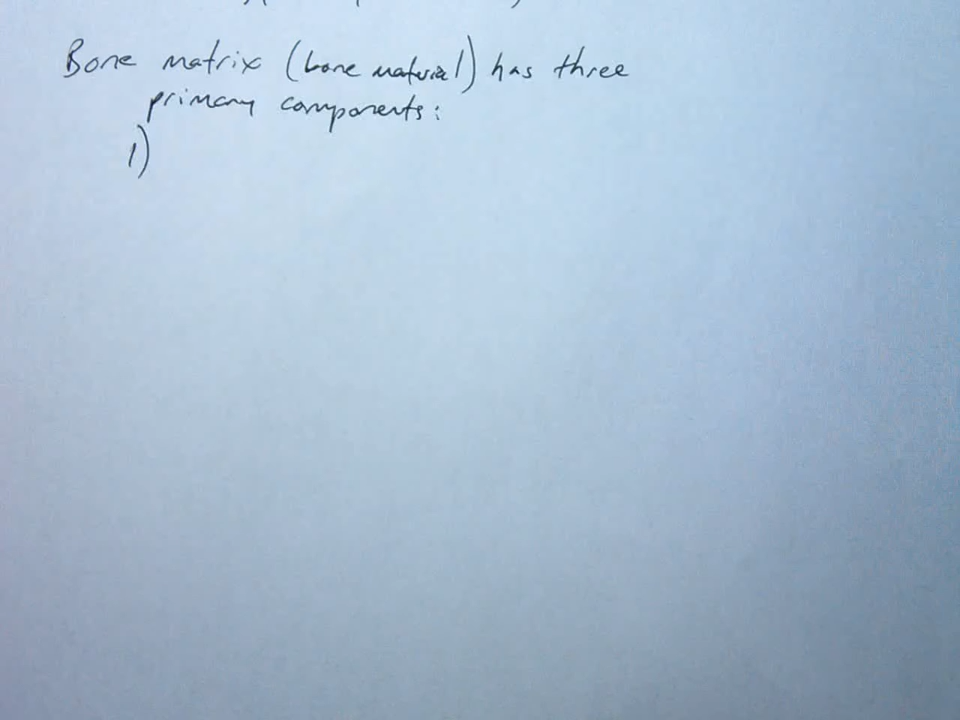 Bone matrix (bone material) has three
primary components:
1)